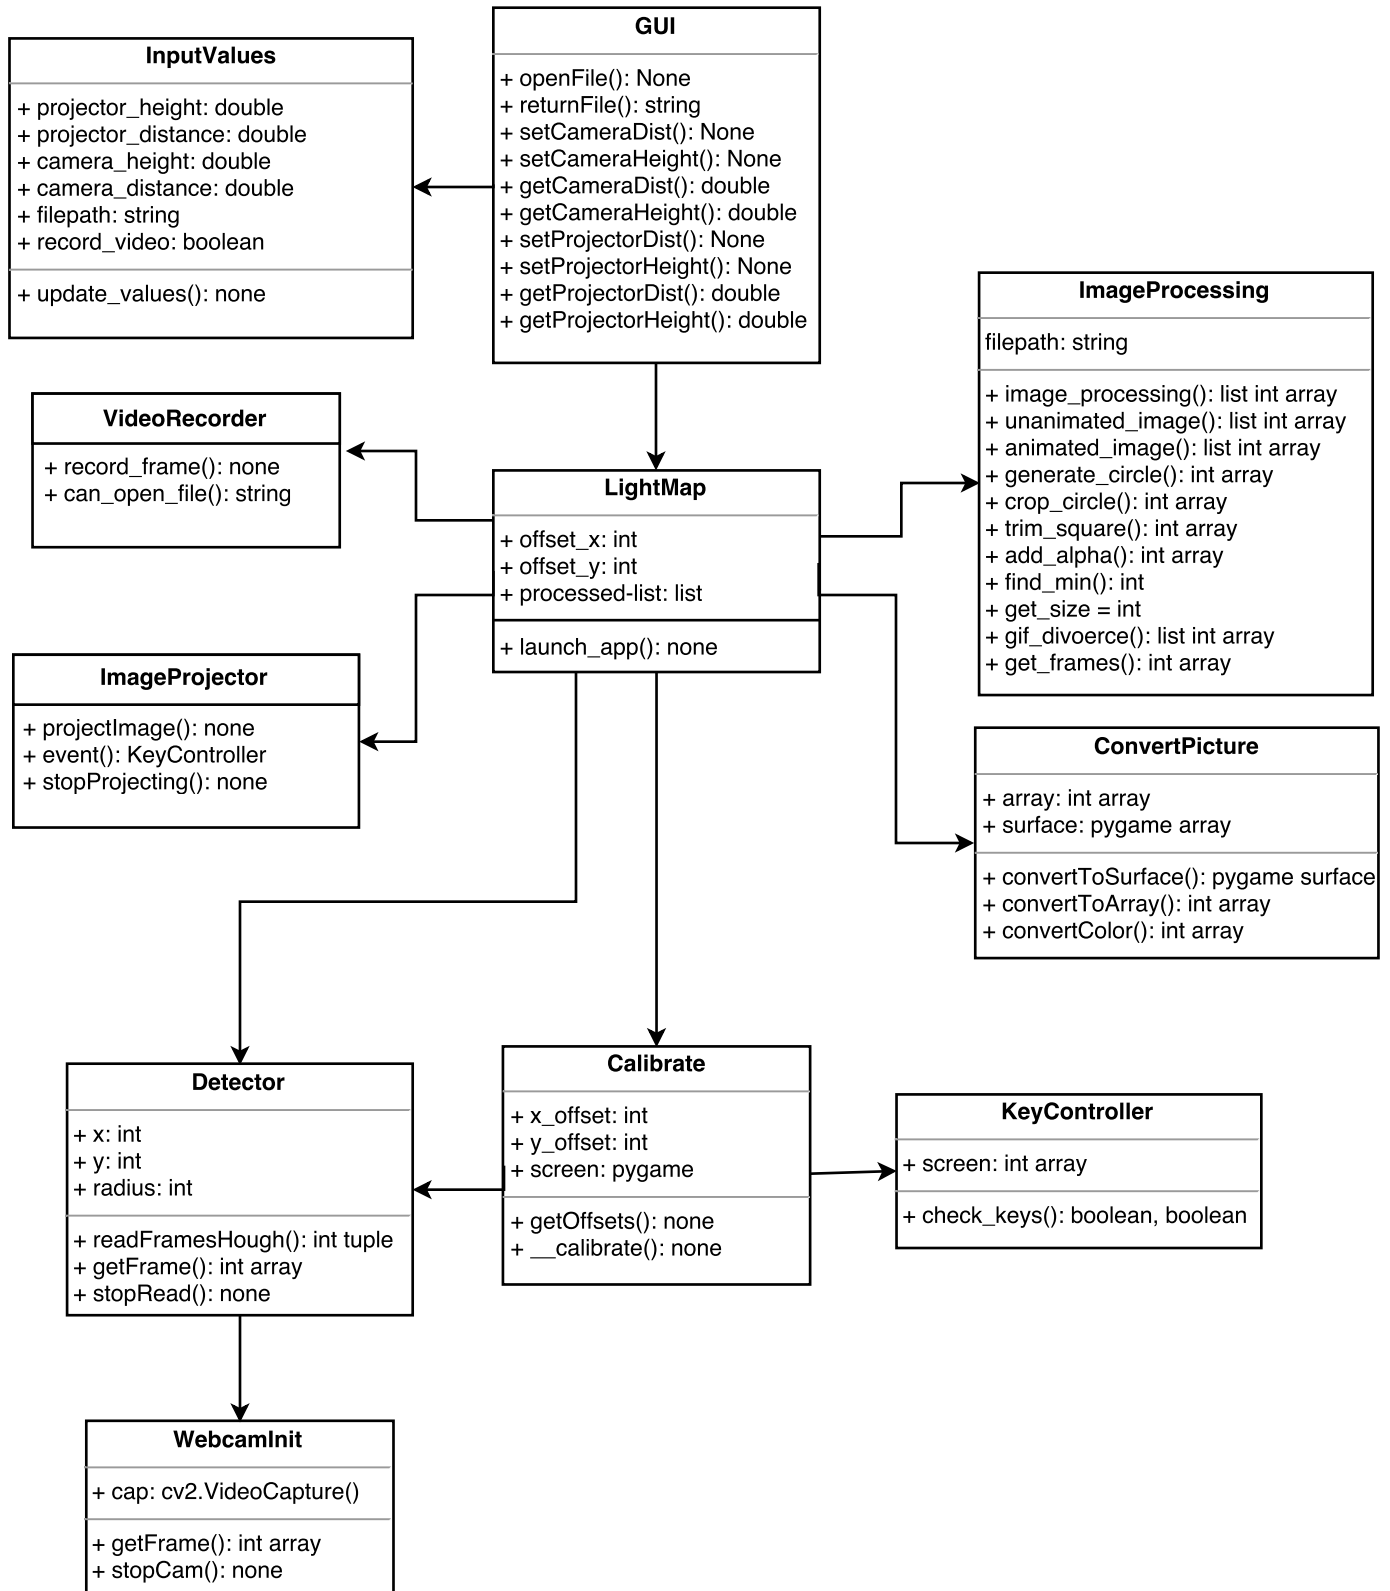 InputValues
+ projector_height: double
+ projector_distance: double
+ camera_height: double
+ camera_distance: double
+ filepath: string
+ record_video: boolean
+ update_values(): none
GUI
+ openFile(): None
+ returnFile(): string
+ setCameraDist(): None
+ setCameraHeight(): None
+ getCameraDist(): double
+ getCameraHeight(): double
+ setProjectorDist(): None
+ setProjectorHeight(): None
+ getProjectorDist(): double
+ getProjectorHeight(): double
ImageProcessing
filepath: string
+ image_processing(): list int array
+ unanimated_image(): list int array
+ animated_image(): list int array
+ generate_circle(): int array
+ crop_circle(): int array
+ trim_square(): int array
+ add_alpha(): int array
+ find_min(): int
+ get_size = int
+ gif_divoerce(): list int array
+ get_frames(): int array
VideoRecorder
+ record_frame(): none
+ can_open_file(): string
LightMap
+ offset_x: int
+ offset_y: int
+ processed-list: list
+ launch_app(): none
ImageProjector
+ projectImage(): none
+ event(): KeyController
+ stopProjecting(): none
ConvertPicture
+ array: int array
+ surface: pygame array
+ convertToSurface(): pygame surface
+ convertToArray(): int array
+ convertColor(): int array
Detector
+ x: int
+ y: int
+ radius: int
+ readFramesHough(): int tuple
+ getFrame(): int array
+ stopRead(): none
Calibrate
+ x_offset: int
+ y_offset: int
+ screen: pygame
+ getOffsets(): none
+ __calibrate(): none
KeyController
+ screen: int array
+ check_keys(): boolean, boolean
WebcamInit
+ cap: cv2.VideoCapture()
+ getFrame(): int array
+ stopCam(): none